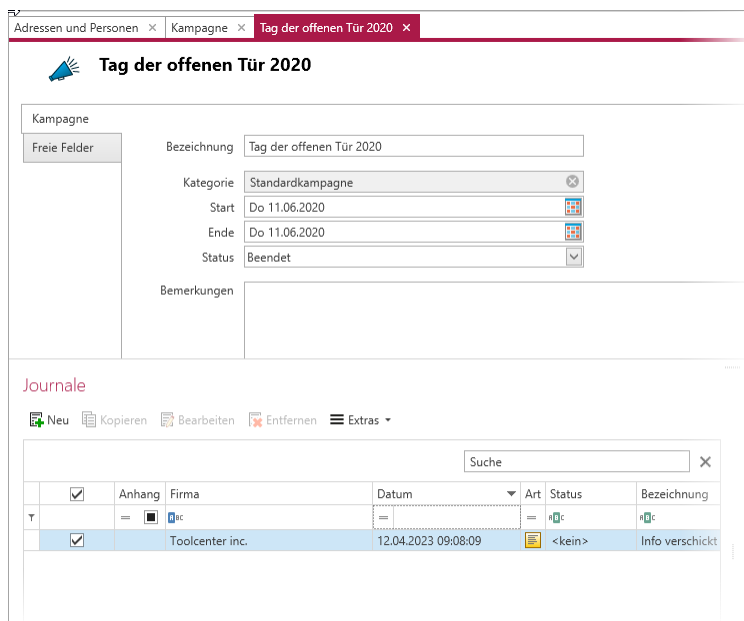 Adressen und Personen Kampagne Tag der offenen Tür 2020
Tag der offenen Tür 2020
Kampagne
Freie Felder
Bezeichnung Tag der offenen Tür 2020
Kategorie Standardkampagne
Start Do 11.06.2020
Ende Do 11.06.2020
Status Beendet
Bemerkungen
Journale
Neu Kopieren Bearbeiten Entfernen Extras
Suche
Anhang Firma Datum Art Status Bezeichnung
= ABC = = ABC ABC
Toolcenter inc. 12.04.2023 09:08:09 <kein> Info verschickt